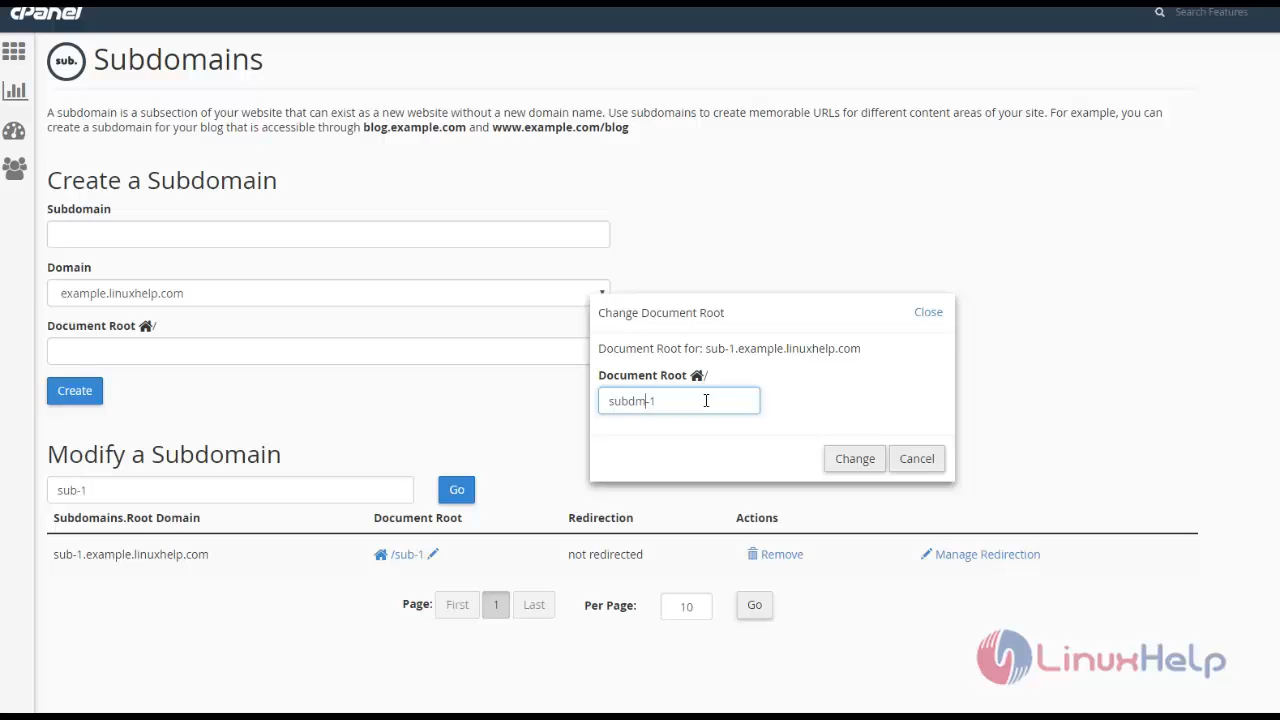 cPanel
Search Features
sub. Subdomains
A subdomain is a subsection of your website that can exist as a new website without a new domain name. Use subdomains to create memorable URLs for different content areas of your site. For example, you can
create a subdomain for your blog that is accessible through blog.example.com and www.example.com/blog
Create a Subdomain
Subdomain
Domain
example.linuxhelp.com
Document Root /
Create
Change Document Root
Close
Document Root for: sub-1.example.linuxhelp.com
Document Root /
subdm-1
Change
Cancel
Modify a Subdomain
sub-1
Go
Subdomains.Root Domain Document Root Redirection Actions
sub-1.example.linuxhelp.com /sub-1 not redirected Remove Manage Redirection
Page: First 1 Last Per Page: 10 Go
LinuxHelp